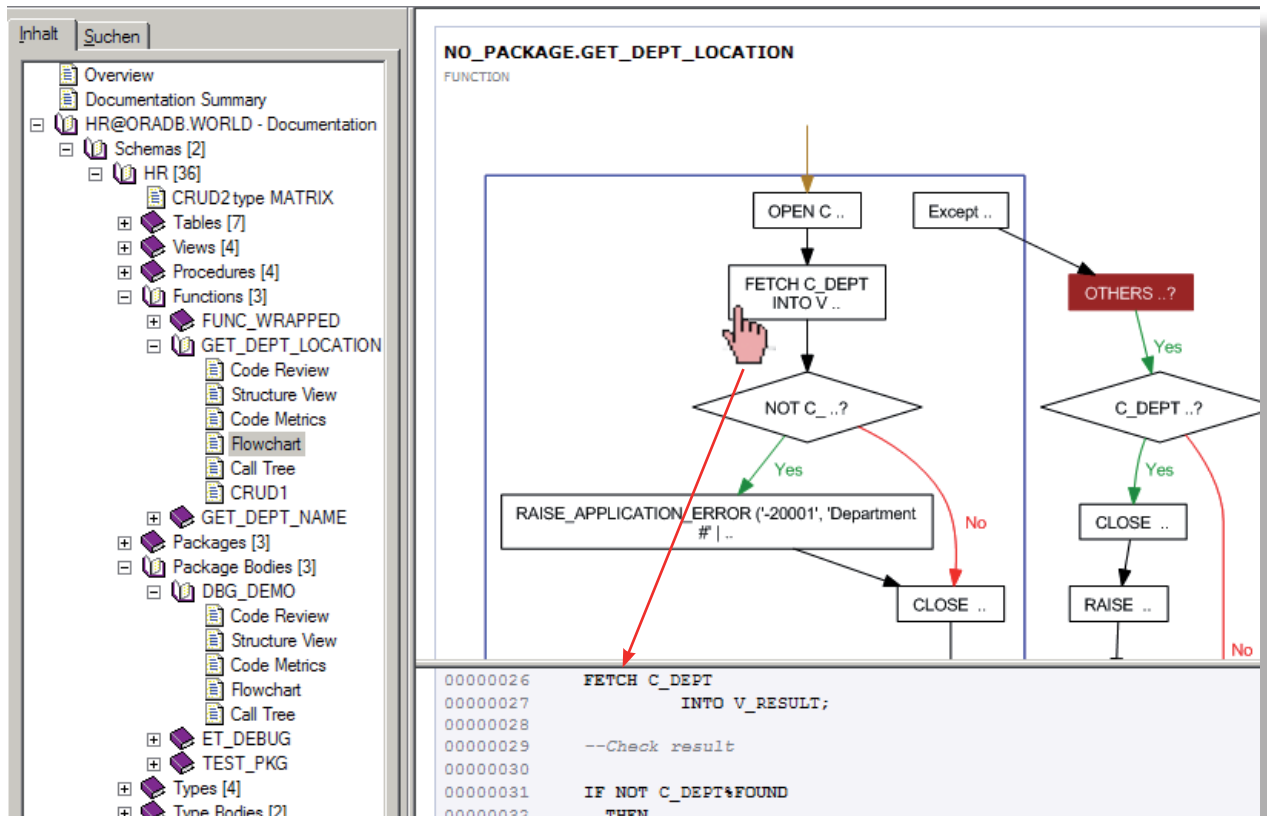 Inhalt
Suchen
Overview
Documentation Summary
HR@ORADB.WORLD - Documentation
Schemas [2]
HR [36]
CRUD2 type MATRIX
Tables [7]
Views [4]
Procedures [4]
Functions [3]
FUNC_WRAPPED
GET_DEPT_LOCATION
Code Review
Structure View
Code Metrics
Flowchart
Call Tree
CRUD1
GET_DEPT_NAME
Packages [3]
Package Bodies [3]
DBG_DEMO
Code Review
Structure View
Code Metrics
Flowchart
Call Tree
ET_DEBUG
TEST_PKG
Types [4]
Type Bodies [2]
NO_PACKAGE.GET_DEPT_LOCATION
FUNCTION
OPEN C ..
Except ..
FETCH C_DEPT
INTO V ..
OTHERS ..?
Yes
NOT C_ ..?
C_DEPT ..?
Yes
Yes
RAISE_APPLICATION_ERROR ('-20001', 'Department
#' | ..
No
CLOSE ..
CLOSE ..
RAISE ..
No
00000026 FETCH C_DEPT
00000027 INTO V_RESULT;
00000028
00000029 --Check result
00000030
00000031 IF NOT C_DEPT%FOUND
00000032 THEN